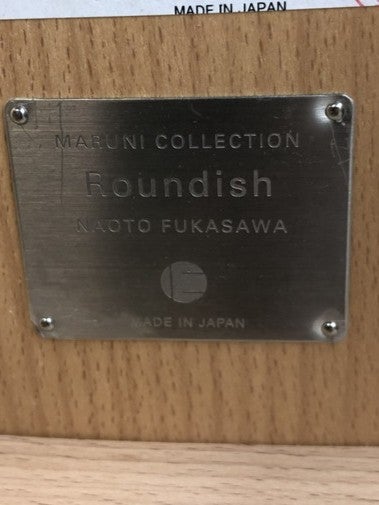 MADE IN JAPAN
MARUNI COLLECTION
Roundish
NAOTO FUKASAWA
MADE IN JAPAN